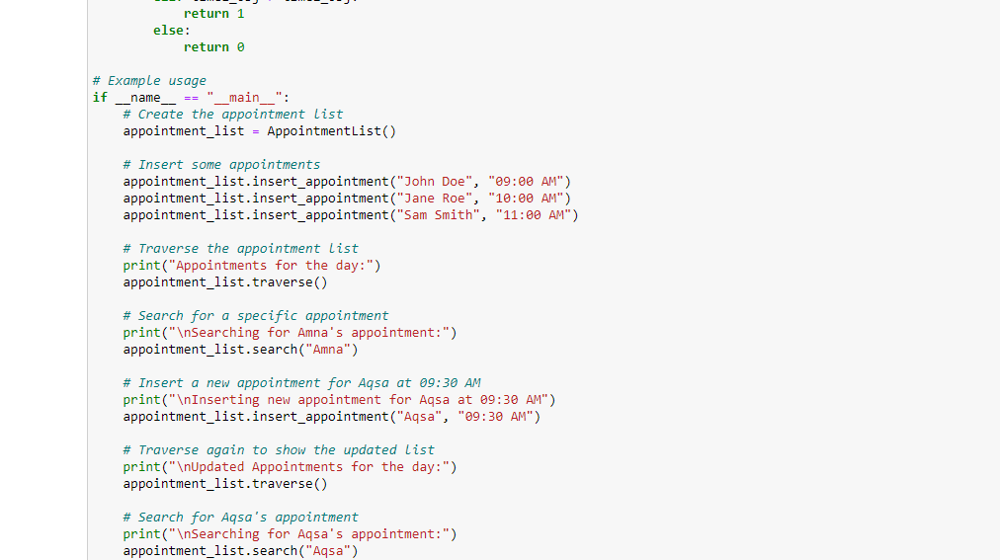 return 1
    else:
        return 0

# Example usage
if __name__ == "__main__":
    # Create the appointment list
    appointment_list = AppointmentList()

    # Insert some appointments
    appointment_list.insert_appointment("John Doe", "09:00 AM")
    appointment_list.insert_appointment("Jane Roe", "10:00 AM")
    appointment_list.insert_appointment("Sam Smith", "11:00 AM")

    # Traverse the appointment list
    print("Appointments for the day:")
    appointment_list.traverse()

    # Search for a specific appointment
    print("\nSearching for Amna's appointment:")
    appointment_list.search("Amna")

    # Insert a new appointment for Aqsa at 09:30 AM
    print("\nInserting new appointment for Aqsa at 09:30 AM")
    appointment_list.insert_appointment("Aqsa", "09:30 AM")

    # Traverse again to show the updated list
    print("\nUpdated Appointments for the day:")
    appointment_list.traverse()

    # Search for Aqsa's appointment
    print("\nSearching for Aqsa's appointment:")
    appointment_list.search("Aqsa")